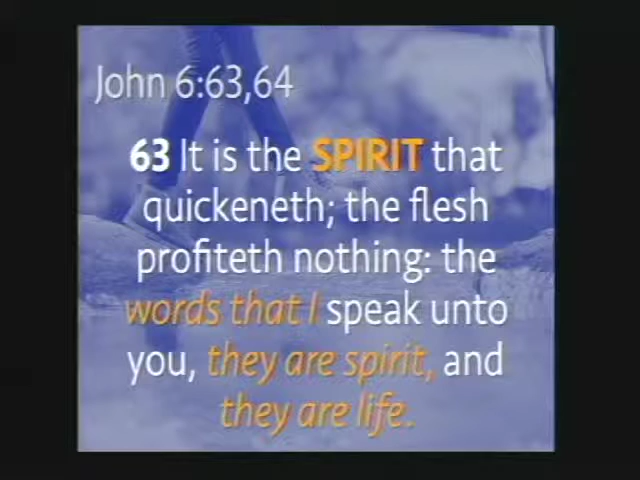 John 6:63,64
63 It is the SPIRIT that
quickeneth; the flesh
profiteth nothing: the
words that I speak unto
you, they are spirit, and
they are life.